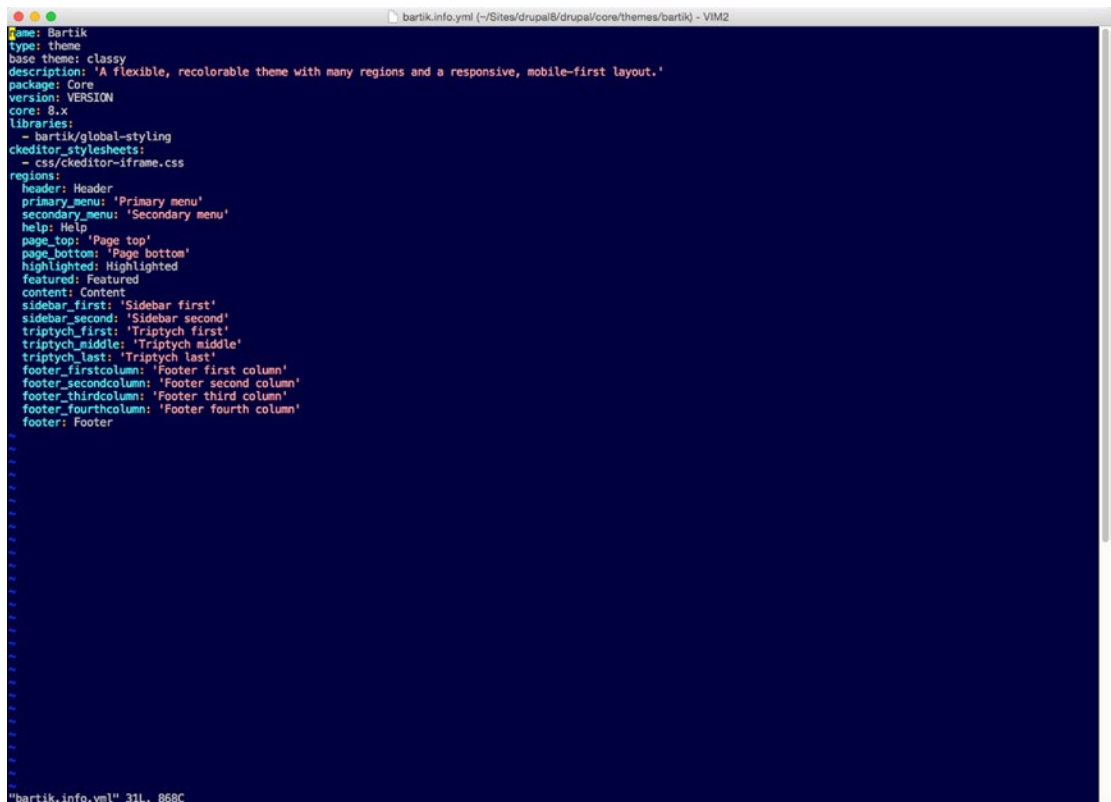 bartik.info.yml (~/Sites/drupal8/drupal/core/themes/bartik) - VIM2
name: Bartik
type: theme
base theme: classy
description: 'A flexible, recolorable theme with many regions and a responsive, mobile-first layout.'
package: Core
version: VERSION
core: 8.x
libraries:
  - bartik/global-styling
ckeditor_stylesheets:
  - css/ckeditor-iframe.css
regions:
  header: Header
  primary_menu: 'Primary menu'
  secondary_menu: 'Secondary menu'
  help: Help
  page_top: 'Page top'
  page_bottom: 'Page bottom'
  highlighted: Highlighted
  featured: Featured
  content: Content
  sidebar_first: 'Sidebar first'
  sidebar_second: 'Sidebar second'
  triptych_first: 'Triptych first'
  triptych_middle: 'Triptych middle'
  triptych_last: 'Triptych last'
  footer_firstcolumn: 'Footer first column'
  footer_secondcolumn: 'Footer second column'
  footer_thirdcolumn: 'Footer third column'
  footer_fourthcolumn: 'Footer fourth column'
  footer: Footer
"bartik.info.yml" 31L, 868C